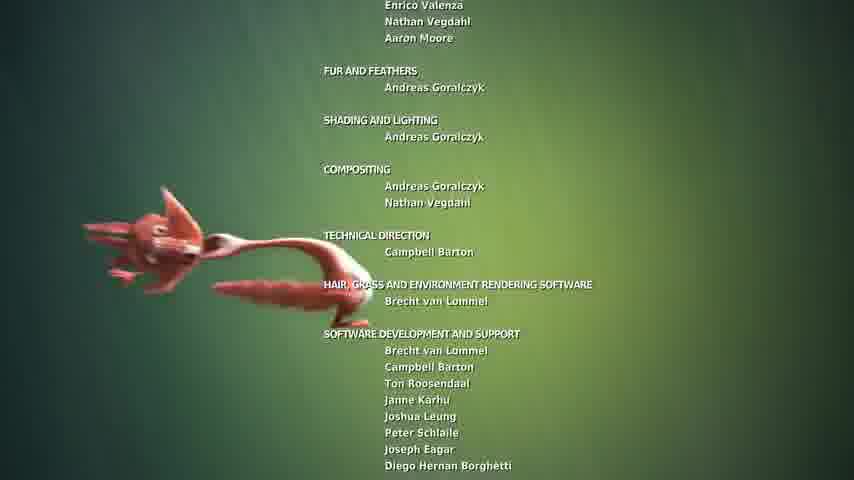 Enrico Valenza
Nathan Vegdahl
Aaron Moore
FUR AND FEATHERS
Andreas Goralczyk
SHADING AND LIGHTING
Andreas Goralczyk
COMPOSITING
Andreas Goralczyk
Nathan Vegdahl
TECHNICAL DIRECTION
Campbell Barton
HAIR, GRASS AND ENVIRONMENT RENDERING SOFTWARE
Brecht van Lommel
SOFTWARE DEVELOPMENT AND SUPPORT
Brecht van Lommel
Campbell Barton
Ton Roosendaal
Janne Karhu
Joshua Leung
Peter Schlaile
Joseph Eagar
Diego Hernan Borghetti